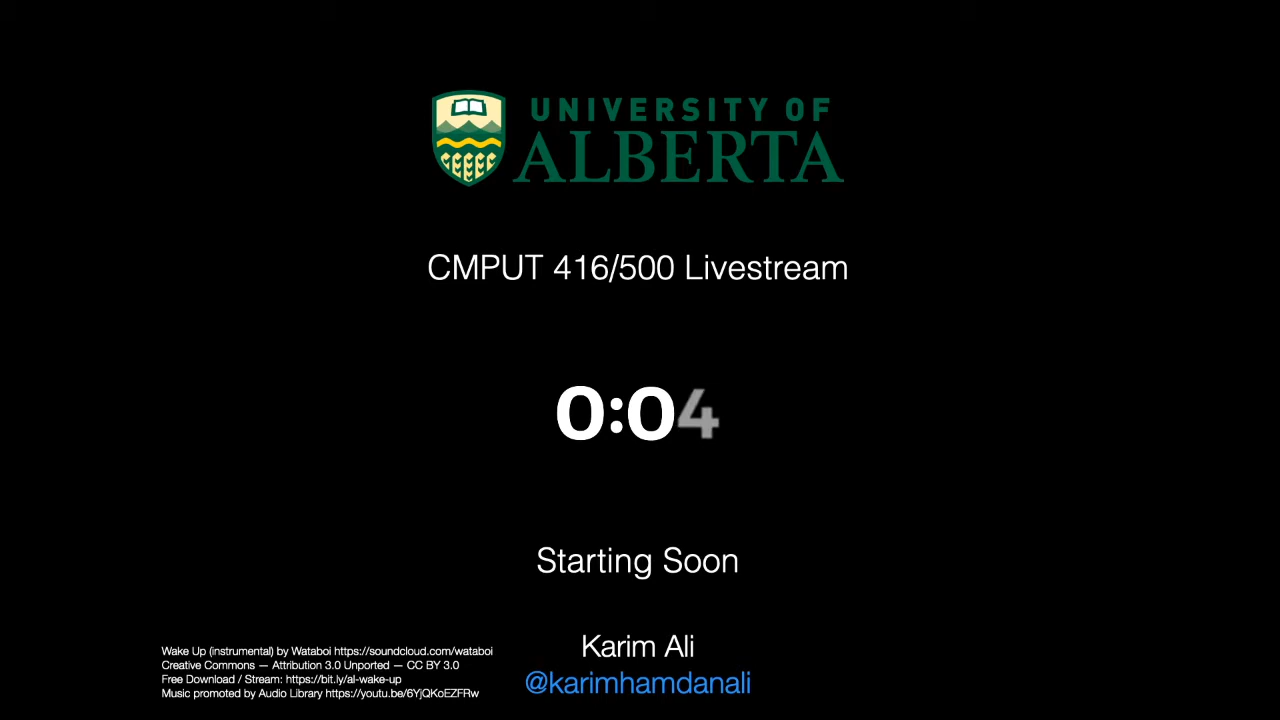 UNIVERSITY OF
ALBERTA
CMPUT 416/500 Livestream
0:04
Starting Soon
Karim Ali
@karimhamdanali
Wake Up (instrumental) by Wataboi https://soundcloud.com/wataboi
Creative Commons — Attribution 3.0 Unported — CC BY 3.0
Free Download / Stream: https://bit.ly/al-wake-up
Music promoted by Audio Library https://youtu.be/6YjQKoEZFRw